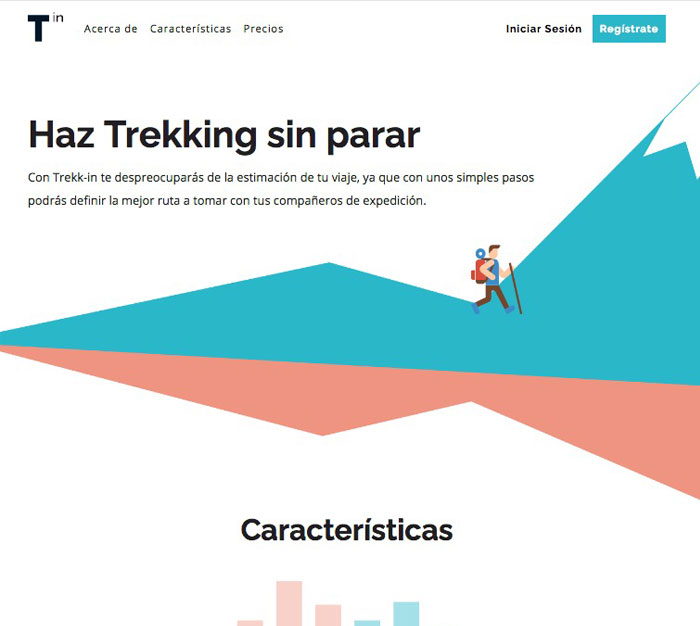 T in
Acerca de Características Precios
Iniciar Sesión Regístrate
Haz Trekking sin parar
Con Trekk-in te despreocuparás de la estimación de tu viaje, ya que con unos simples pasos
podrás definir la mejor ruta a tomar con tus compañeros de expedición.
Características